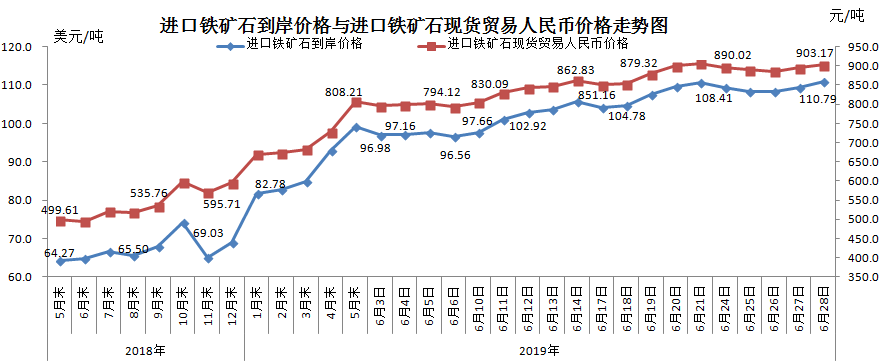 进口铁矿石到岸价格与进口铁矿石现货贸易人民币价格走势图
美元/吨
元/吨
进口铁矿石到岸价格
进口铁矿石现货贸易人民币价格
120.0
110.0
100.0
90.0
80.0
70.0
60.0
950.0
900.0
850.0
800.0
750.0
700.0
650.0
600.0
550.0
500.0
450.0
400.0
350.0
499.61
535.76
595.71
808.21
794.12
830.09
862.83
851.16
879.32
890.02
903.17
64.27
65.50
69.03
82.78
96.98
97.16
96.56
97.66
102.92
104.78
108.41
110.79
5月末
6月末
7月末
8月末
9月末
10月末
11月末
12月末
1月末
2月末
3月末
4月末
5月末
6月3日
6月4日
6月5日
6月6日
6月10日
6月11日
6月12日
6月13日
6月14日
6月17日
6月18日
6月19日
6月20日
6月21日
6月24日
6月25日
6月26日
6月27日
6月28日
2018年
2019年